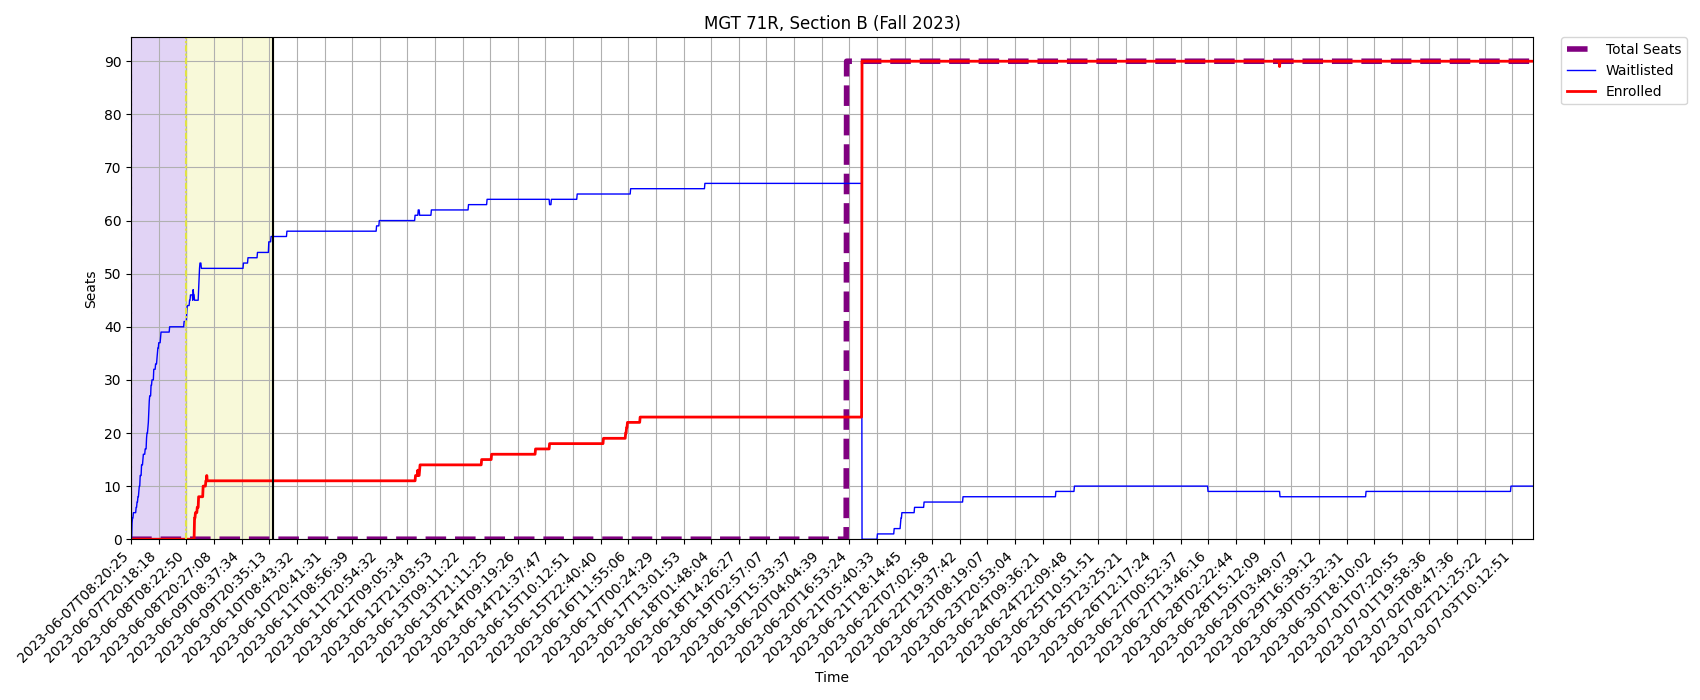 MGT 71R, Section B (Fall 2023)
Total Seats
Waitlisted
Enrolled
Seats
90
80
70
60
50
40
30
20
10
0
2023-06-07T08:20:25
2023-06-07T20:18:18
2023-06-08T08:22:50
2023-06-08T20:27:08
2023-06-09T08:37:34
2023-06-09T20:35:13
2023-06-10T08:43:32
2023-06-10T20:41:31
2023-06-11T08:56:39
2023-06-11T20:54:32
2023-06-12T09:05:34
2023-06-12T21:03:53
2023-06-13T09:11:22
2023-06-13T21:11:25
2023-06-14T09:19:26
2023-06-14T21:37:47
2023-06-15T10:12:51
2023-06-15T22:40:40
2023-06-16T11:55:06
2023-06-17T00:24:29
2023-06-17T13:01:53
2023-06-18T01:48:04
2023-06-18T14:26:27
2023-06-19T02:57:07
2023-06-19T15:33:37
2023-06-20T04:04:39
2023-06-20T16:53:24
2023-06-21T05:40:33
2023-06-21T18:14:45
2023-06-22T07:02:58
2023-06-22T19:37:42
2023-06-23T08:19:07
2023-06-23T20:53:04
2023-06-24T09:36:21
2023-06-24T22:09:48
2023-06-25T10:51:51
2023-06-25T23:25:21
2023-06-26T12:17:24
2023-06-27T00:52:37
2023-06-27T13:46:16
2023-06-28T02:22:44
2023-06-28T15:12:09
2023-06-29T03:49:07
2023-06-29T16:39:12
2023-06-30T05:32:31
2023-06-30T18:10:02
2023-07-01T07:20:55
2023-07-01T19:58:36
2023-07-02T08:47:36
2023-07-02T21:25:22
2023-07-03T10:12:51
Time